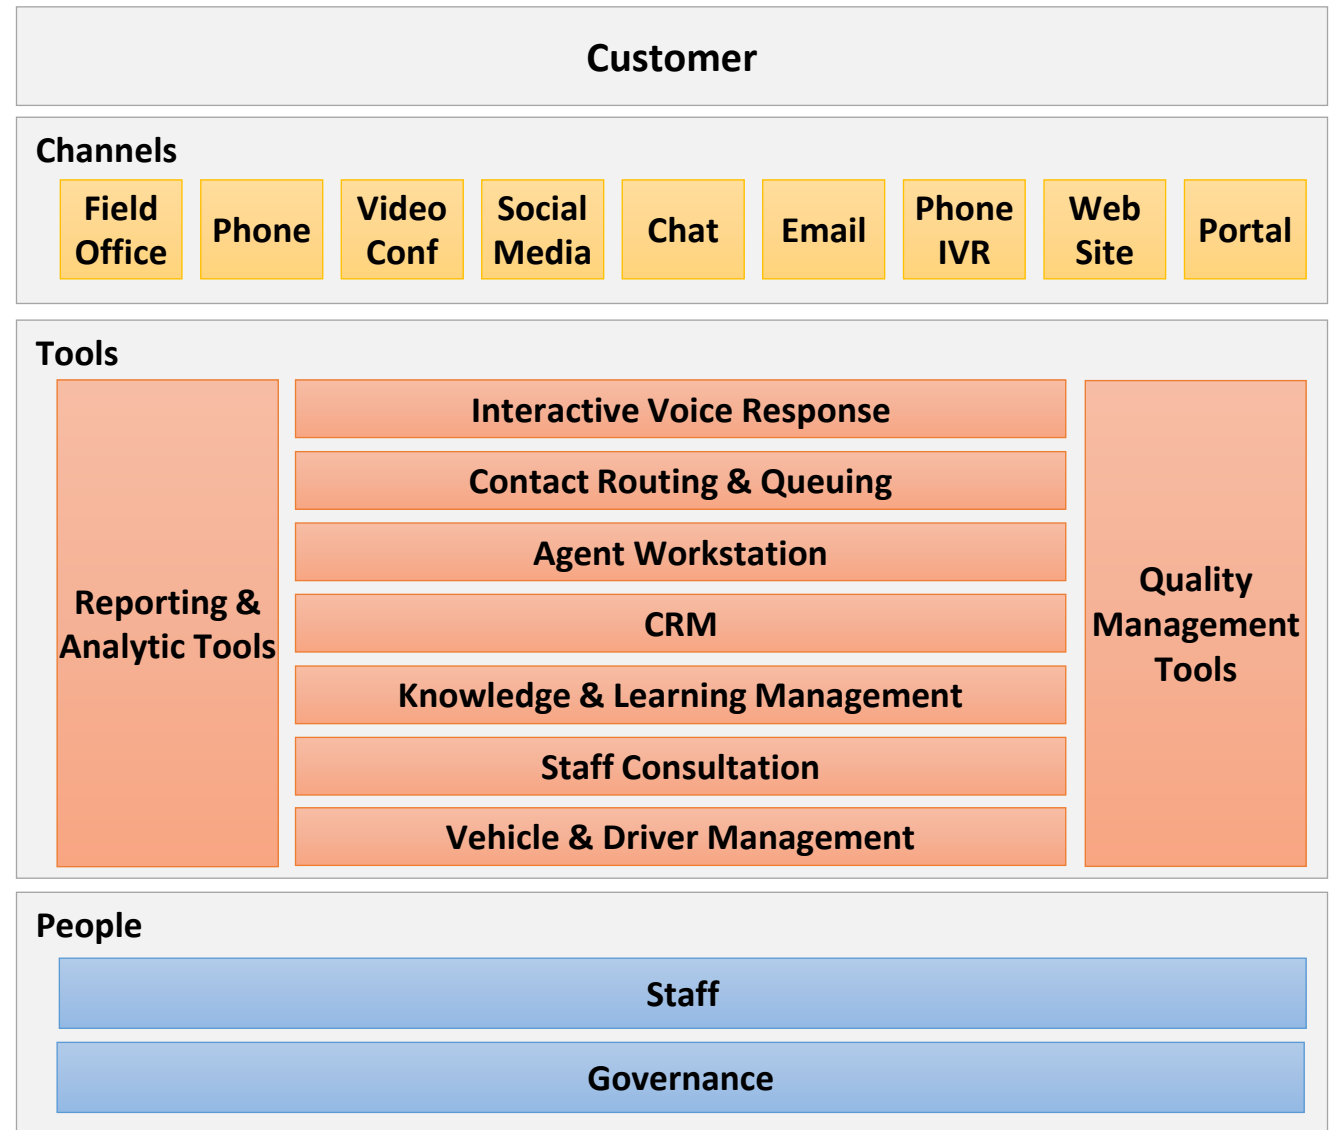 Customer
Channels
Field
Office
Phone
Video
Conf
Social
Media
Chat
Email
Phone
IVR
Web
Site
Portal
Tools
Reporting &
Analytic Tools
Interactive Voice Response
Contact Routing & Queuing
Agent Workstation
CRM
Knowledge & Learning Management
Staff Consultation
Vehicle & Driver Management
Quality
Management
Tools
People
Staff
Governance